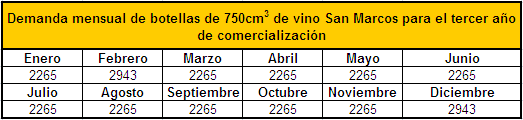 Demanda mensual de botellas de 750cm³ de vino San Marcos para el tercer año
de comercialización
Enero Febrero Marzo Abril Mayo Junio
2265 2943 2265 2265 2265 2265
Julio Agosto Septiembre Octubre Noviembre Diciembre
2265 2265 2265 2265 2265 2943